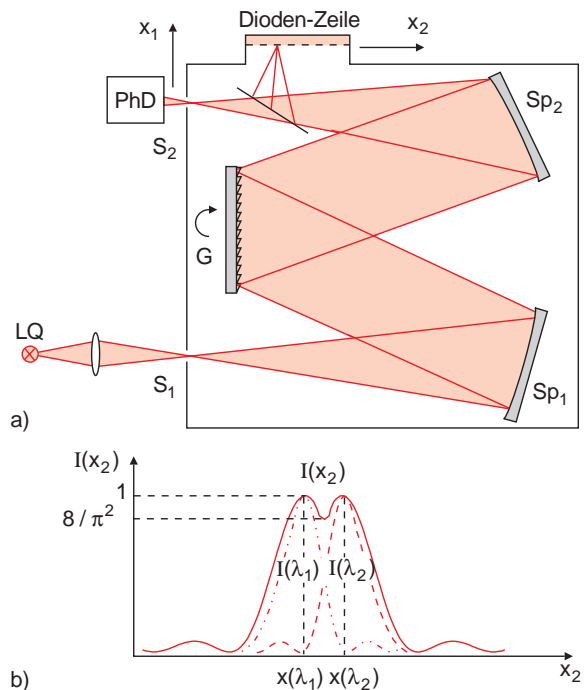 Dioden-Zeile
x1
x2
PhD
Sp2
S2
G
LQ
S1
Sp1
a)
I(x2)
I(x2)
1
8 / π²
I(λ1)
I(λ2)
x(λ1)
x(λ2)
x2
b)